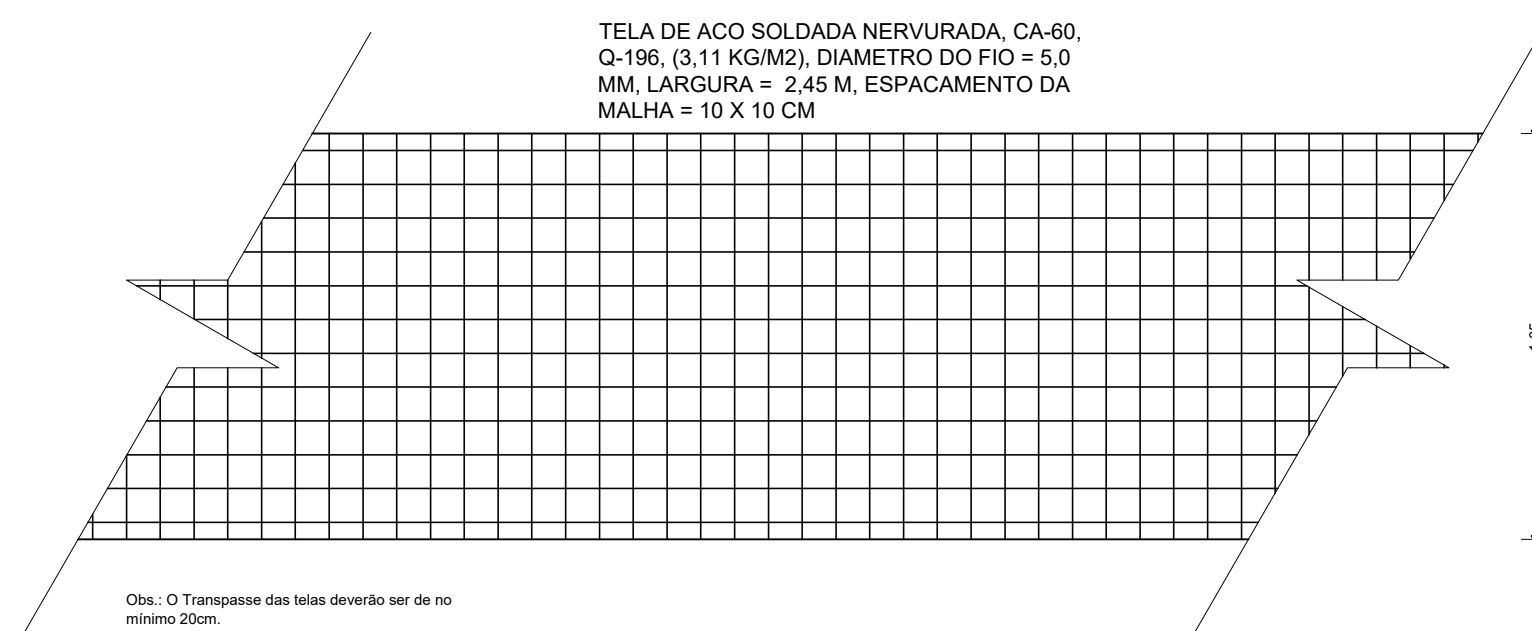 TELA DE ACO SOLDADA NERVURADA, CA-60,
Q-196, (3,11 KG/M2), DIAMETRO DO FIO = 5,0
MM, LARGURA = 2,45 M, ESPACAMENTO DA
MALHA = 10 X 10 CM
Obs.: O Transpasse das telas deverão ser de no
mínimo 20cm.